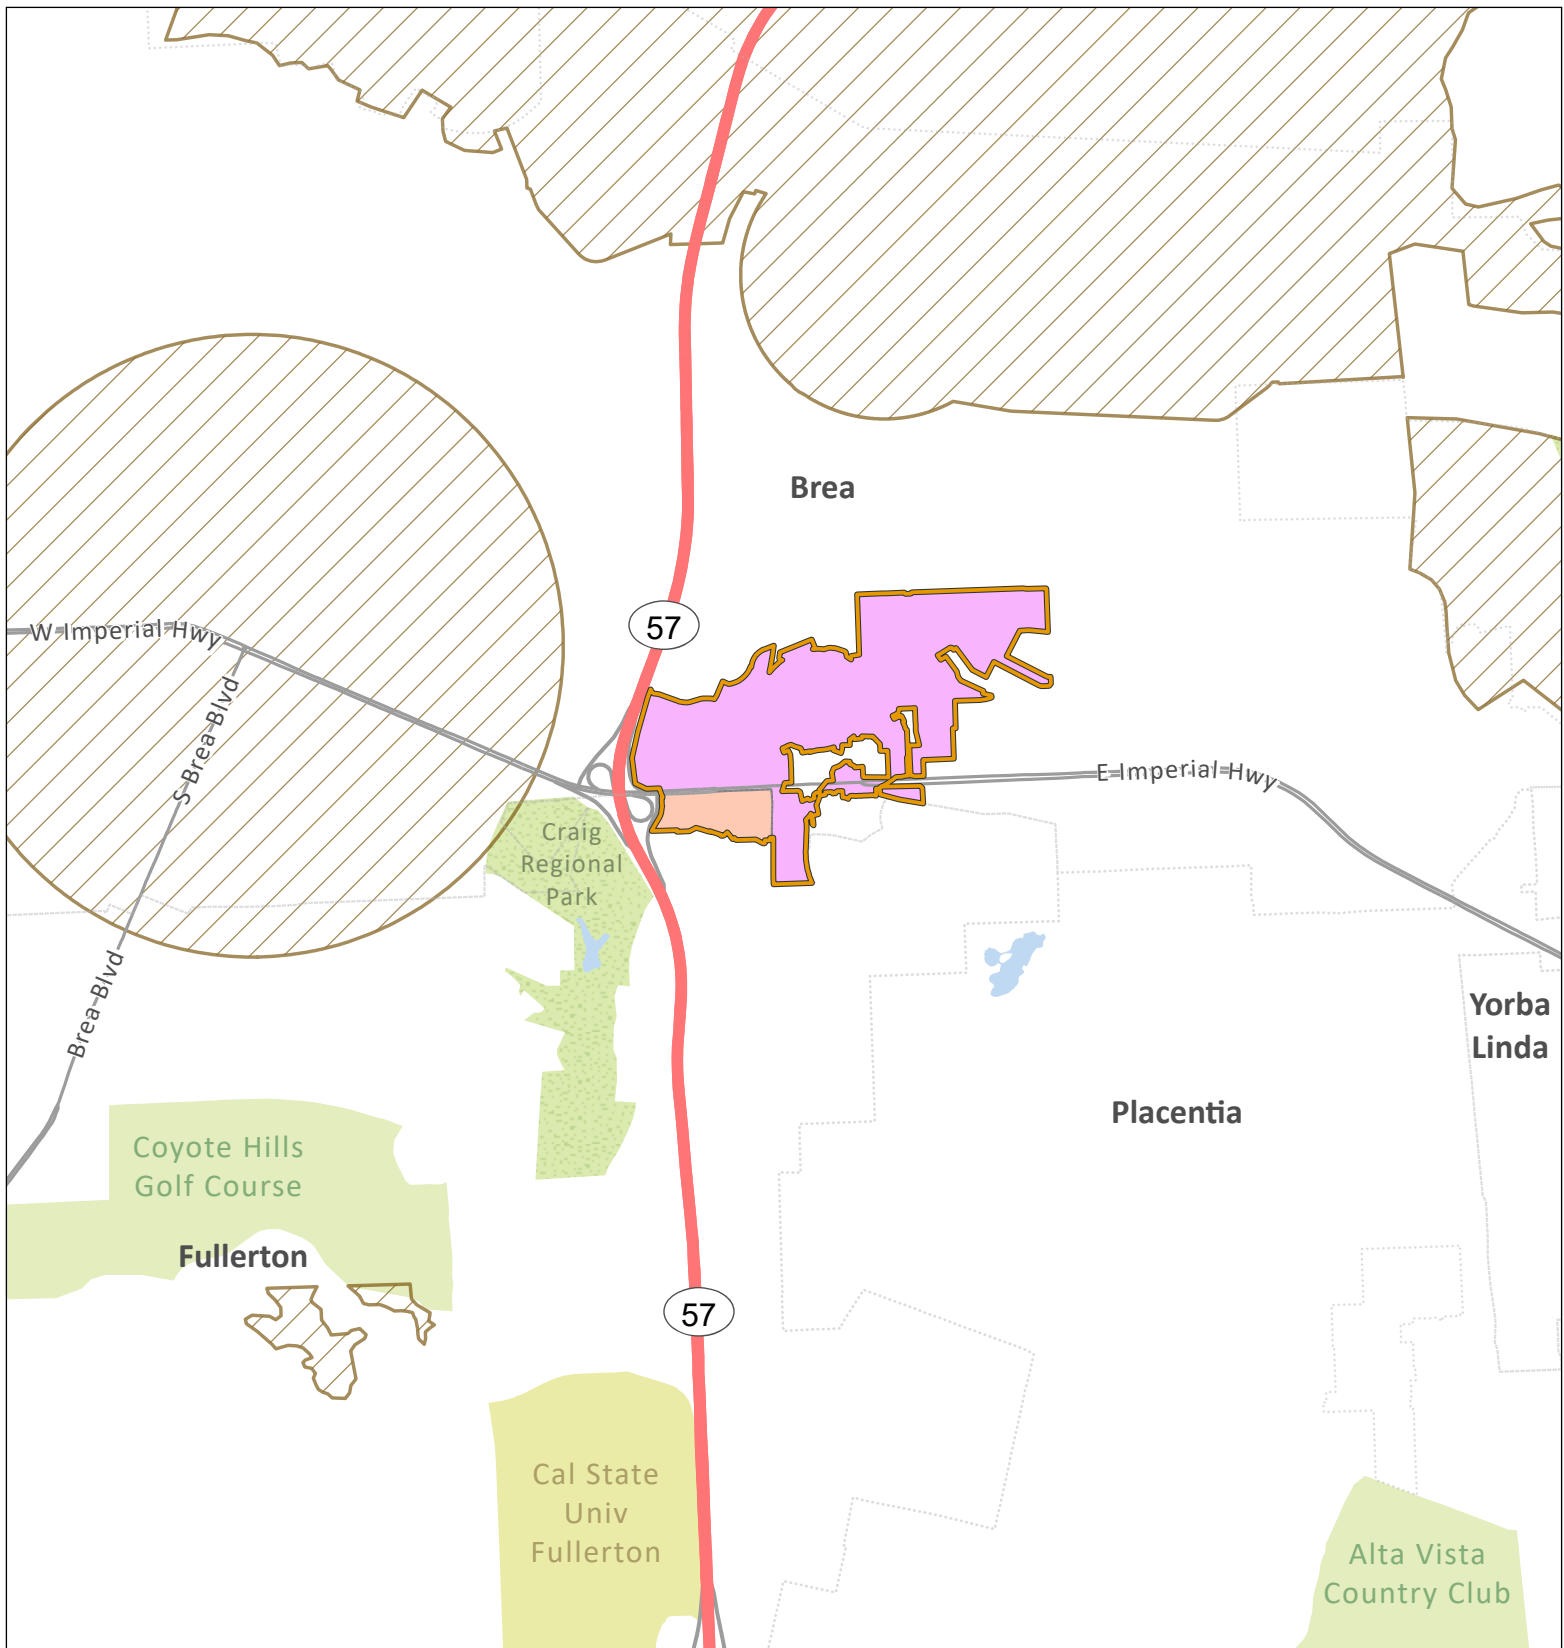 Brea
57
W Imperial Hwy
S Brea Blvd
E Imperial Hwy
Craig
Regional
Park
Brea Blvd
Yorba
Linda
Placentia
Coyote Hills
Golf Course
Fullerton
57
Cal State
Univ
Fullerton
Alta Vista
Country Club